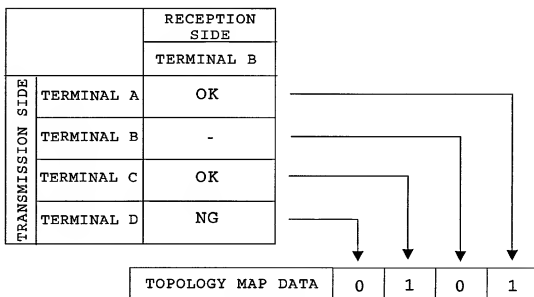 RECEPTION
SIDE
TERMINAL B
TRANSMISSION SIDE
TERMINAL A OK
TERMINAL B -
TERMINAL C OK
TERMINAL D NG
TOPOLOGY MAP DATA 0 1 0 1